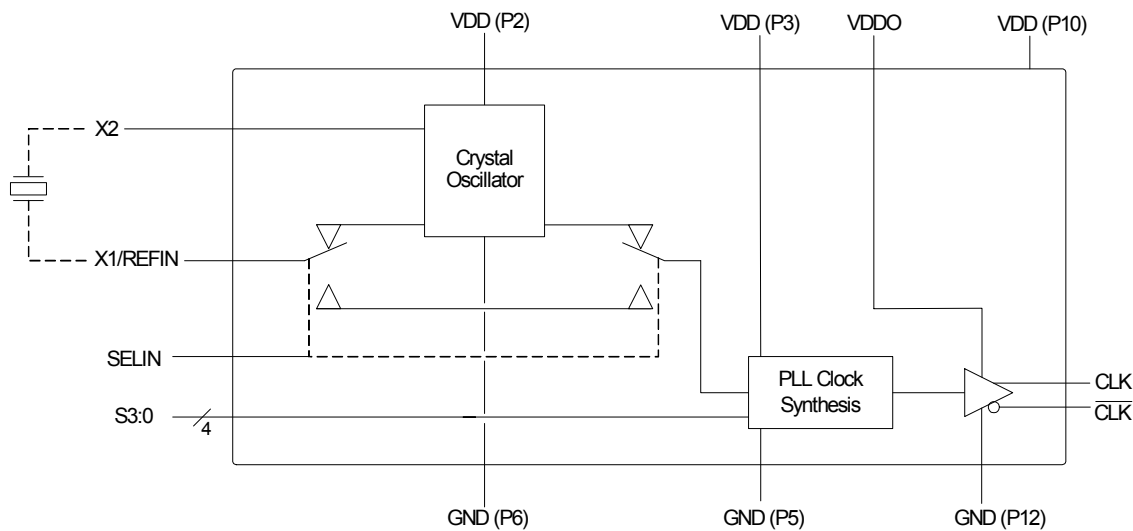 VDD (P2)
VDD (P3)
VDDO
VDD (P10)
X2
Crystal
Oscillator
X1/REFIN
SELIN
PLL Clock
Synthesis
CLK
CLK
S3:0
4
GND (P6)
GND (P5)
GND (P12)